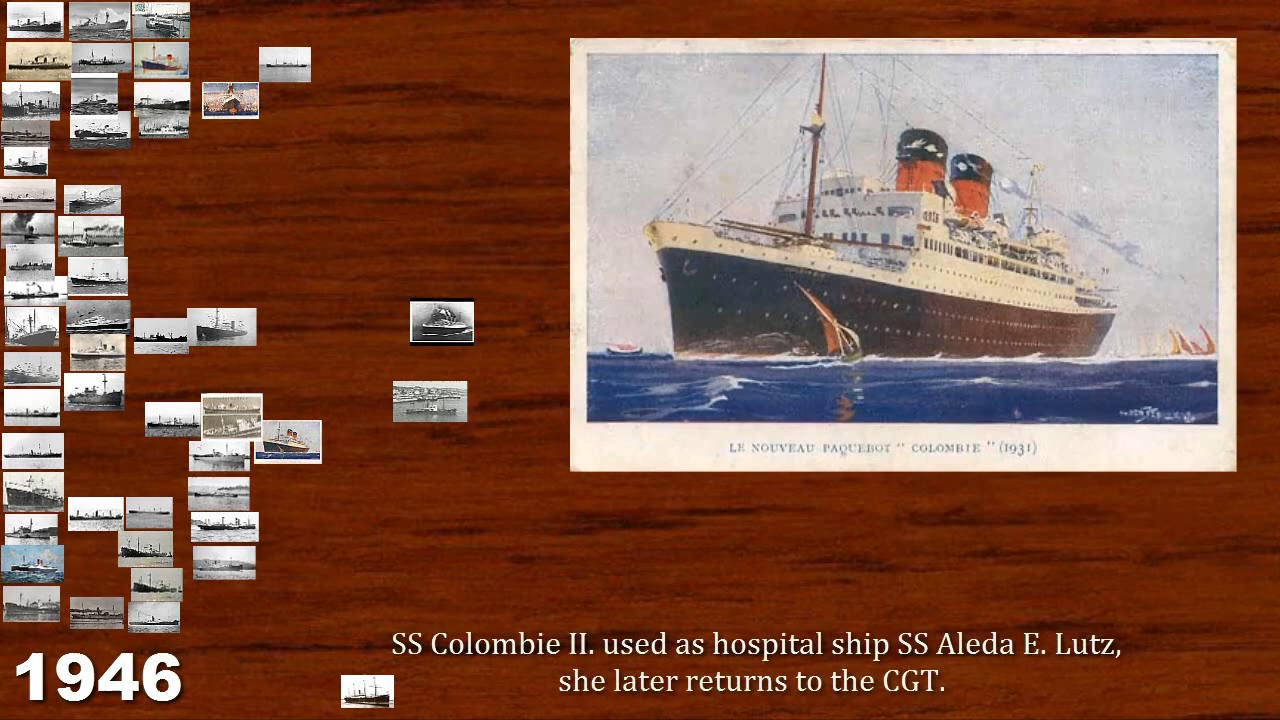 LE NOUVEAU PAQUEBOT " COLOMBIE " (1931)
SS Colombie II. used as hospital ship SS Aleda E. Lutz,
she later returns to the CGT.
1946